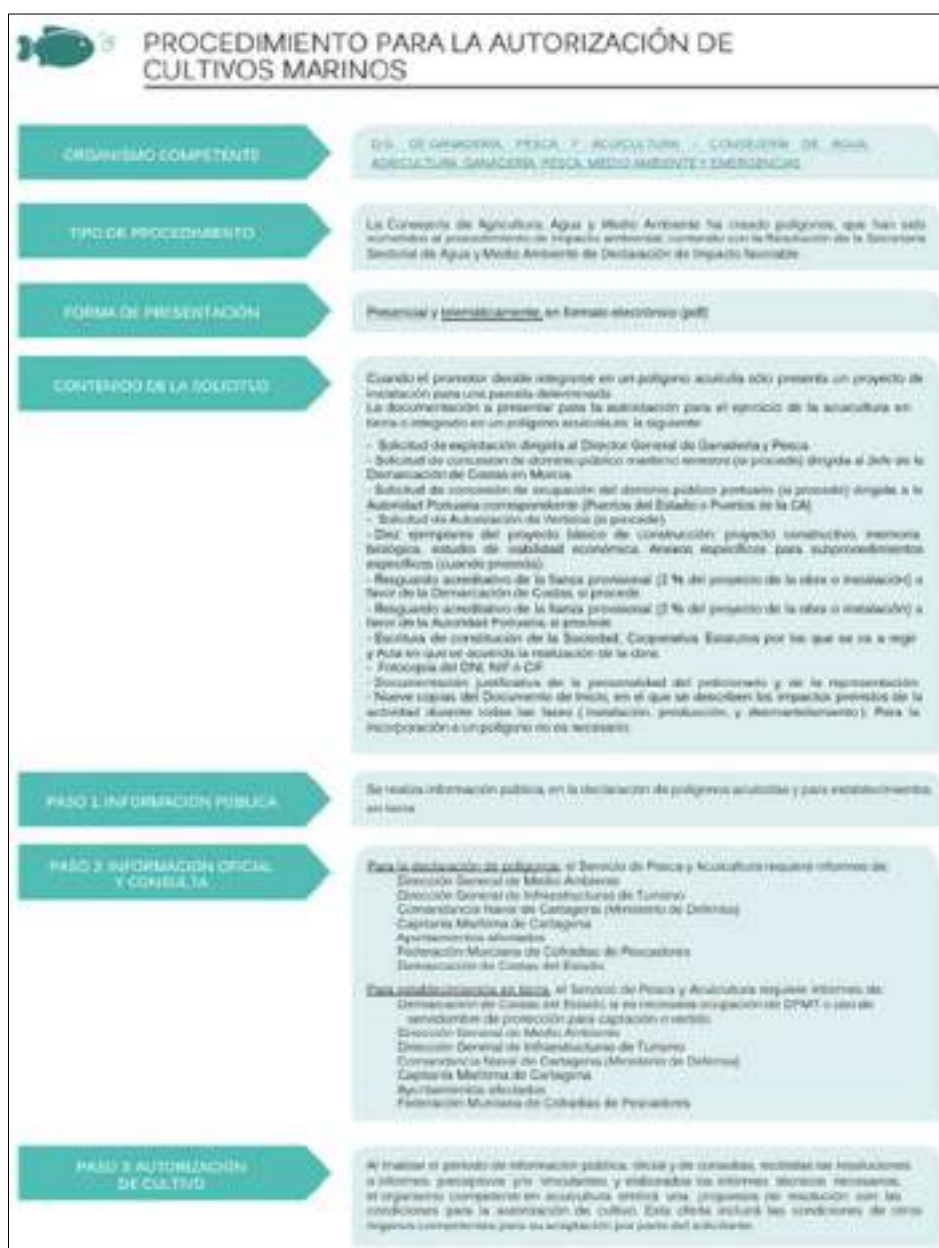 PROCEDIMIENTO PARA LA AUTORIZACIÓN DE
CULTIVOS MARINOS
ORGANISMO COMPETENTE
D.G. DE GANADERÍA, PESCA Y ACUICULTURA - CONSEJERÍA DE AGUA,
AGRICULTURA, GANADERÍA, PESCA, MEDIO AMBIENTE Y EMERGENCIAS
TIPO DE PROCEDIMIENTO
La Consejería de Agricultura, Agua y Medio Ambiente ha creado polígonos, que han sido
sometidos al procedimiento de impacto ambiental, contando con la Resolución de la Secretaría
Sectorial de Agua y Medio Ambiente de Declaración de Impacto favorable.
FORMA DE PRESENTACIÓN
Presencial y telemáticamente, en formato electrónico (pdf)
CONTENIDO DE LA SOLICITUD
Cuando el promotor decide integrarse en un polígono acuícola sólo presenta un proyecto de
instalación para una parcela determinada.
La documentación a presentar para la autorización para el ejercicio de la acuicultura en
tierra o integrado en un polígono acuícola,es la siguiente:
- Solicitud de explotación dirigida al Director General de Ganadería y Pesca.
- Solicitud de concesión de dominio público marítimo terrestre (si procede) dirigida al Jefe de la
Demarcación de Costas en Murcia.
- Solicitud de concesión de ocupación del dominio público portuario (si procede) dirigida a la
Autoridad Portuaria correspondiente (Puertos del Estado o Puertos de la CA)
- Solicitud de Autorización de Vertidos (si procede)
- Diez ejemplares del proyecto básico de construcción: proyecto constructivo, memoria
biológica, estudio de viabilidad económica. Anexos específicos para subprocedimientos
específicos (cuando proceda).
- Resguardo acreditativo de la fianza provisional (2 % del proyecto de la obra o instalación) a
favor de la Demarcación de Costas, si procede.
- Resguardo acreditativo de la fianza provisional (2 % del proyecto de la obra o instalación) a
favor de la Autoridad Portuaria, si procede.
- Escritura de constitución de la Sociedad, Cooperativa. Estatutos por los que se va a regir
y Acta en que se acuerda la realización de la obra.
- Fotocopia del DNI, NIF o CIF
- Documentación justificativa de la personalidad del peticionario y de la representación.
- Nueve copias del Documento de Inicio, en el que se describen los impactos previstos de la
actividad durante todas las fases (instalación, producción, y desmantelamiento). Para la
incorporación a un polígono no es necesario.
PASO 1 INFORMACIÓN PÚBLICA
Se realiza información pública, en la declaración de polígonos acuícolas y para establecimientos
en tierra.
PASO 2 INFORMACIÓN OFICIAL
Y CONSULTA
Para la declaración de polígonos, el Servicio de Pesca y Acuicultura requiere informes de:
Dirección General de Medio Ambiente
Dirección General de Infraestructuras de Turismo
Comandancia Naval de Cartagena (Ministerio de Defensa)
Capitanía Marítima de Cartagena
Ayuntamientos afectados
Federación Murciana de Cofradías de Pescadores
Demarcación de Costas del Estado
Para establecimientos en tierra, el Servicio de Pesca y Acuicultura requiere informes de:
Demarcación de Costas del Estado, si es necesaria ocupación de DPMT o uso de
servidumbre de protección para captación o vertido
Dirección General de Medio Ambiente
Dirección General de Infraestructuras de Turismo
Comandancia Naval de Cartagena (Ministerio de Defensa)
Capitanía Marítima de Cartagena
Ayuntamientos afectados
Federación Murciana de Cofradías de Pescadores
PASO 3 AUTORIZACIÓN
DE CULTIVO
Al finalizar el periodo de información pública, oficial y de consultas, recibidas las resoluciones
o informes preceptivos y/o vinculantes y elaborados los informes técnicos necesarios,
el organismo competente en acuicultura emitirá una propuesta de resolución con las
condiciones para la autorización de cultivo. Esta oferta incluirá las condiciones de otros
órganos competentes para su aceptación por parte del solicitante.